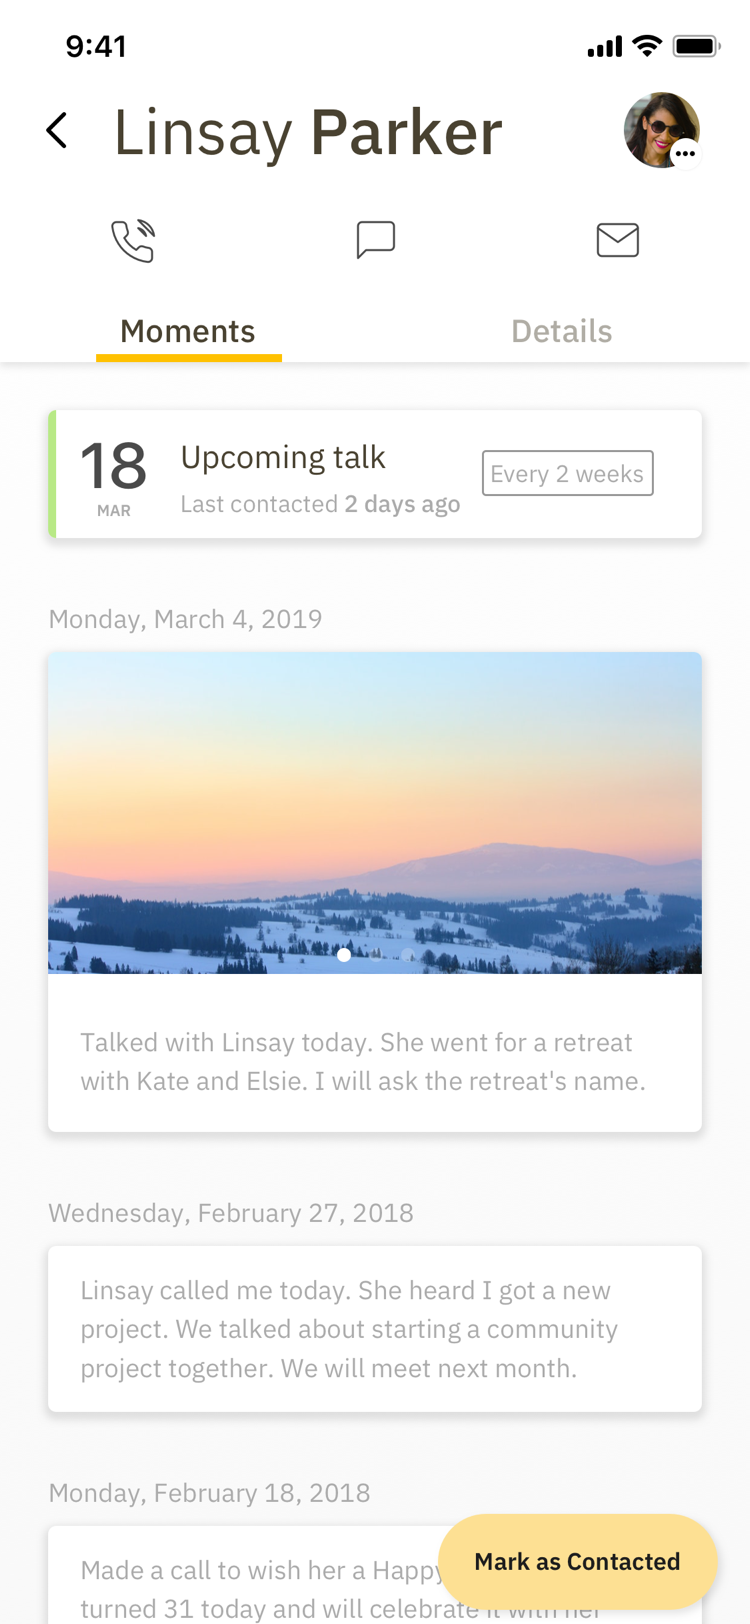 9:41
Linsay Parker
Moments
Details
18
MAR
Upcoming talk
Last contacted 2 days ago
Every 2 weeks
Monday, March 4, 2019
Talked with Linsay today. She went for a retreat
with Kate and Elsie. I will ask the retreat's name.
Wednesday, February 27, 2018
Linsay called me today. She heard I got a new
project. We talked about starting a community
project together. We will meet next month.
Monday, February 18, 2018
Made a call to wish her a Happy
turned 31 today and will celebrate it with her
Mark as Contacted